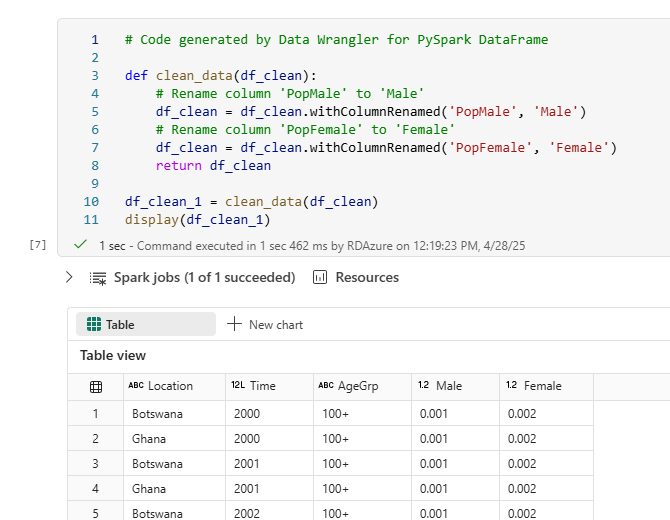 1 # Code generated by Data Wrangler for PySpark DataFrame
2
3 def clean_data(df_clean):
4     # Rename column 'PopMale' to 'Male'
5     df_clean = df_clean.withColumnRenamed('PopMale', 'Male')
6     # Rename column 'PopFemale' to 'Female'
7     df_clean = df_clean.withColumnRenamed('PopFemale', 'Female')
8     return df_clean
9
10 df_clean_1 = clean_data(df_clean)
11 display(df_clean_1)
[7] 1 sec - Command executed in 1 sec 462 ms by RDAzure on 12:19:23 PM, 4/28/25
Spark jobs (1 of 1 succeeded) Resources
Table New chart
Table view
ABC Location 12L Time ABC AgeGrp 1.2 Male 1.2 Female
1 Botswana 2000 100+ 0.001 0.002
2 Ghana 2000 100+ 0.001 0.002
3 Botswana 2001 100+ 0.001 0.002
4 Ghana 2001 100+ 0.001 0.002
5 Botswana 2002 100+ 0.001 0.002